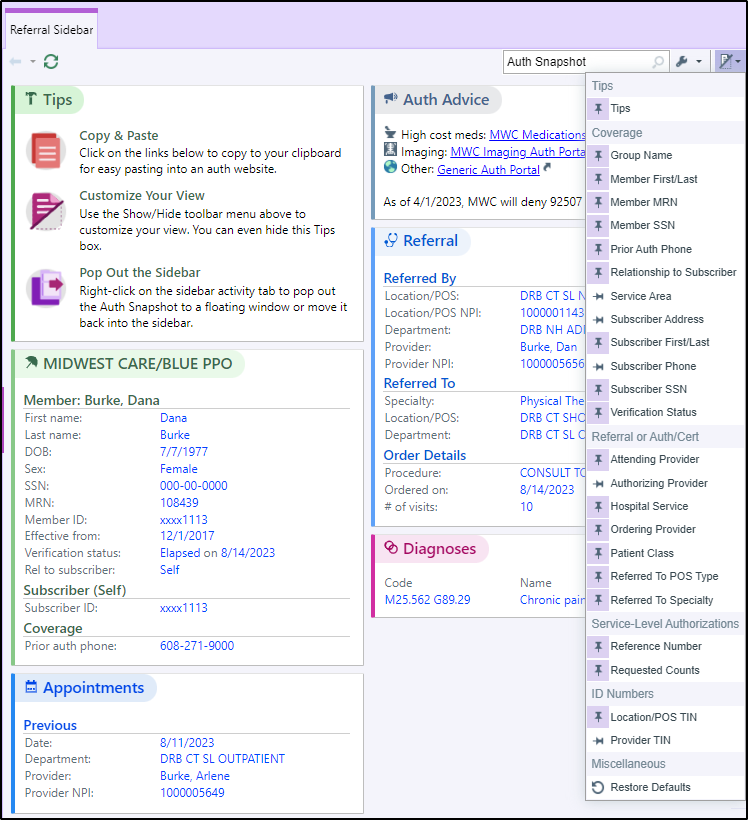 Referral Sidebar
Auth Snapshot
Tips
Copy & Paste
Click on the links below to copy to your clipboard
for easy pasting into an auth website.
Customize Your View
Use the Show/Hide toolbar menu above to
customize your view. You can even hide this Tips
box.
Pop Out the Sidebar
Right-click on the sidebar activity tab to pop out
the Auth Snapshot to a floating window or move it
back into the sidebar.
MIDWEST CARE/BLUE PPO
Member: Burke, Dana
First name: Dana
Last name: Burke
DOB: 7/7/1977
Sex: Female
SSN: 000-00-0000
MRN: 108439
Member ID: xxxx1113
Effective from: 12/1/2017
Verification status: Elapsed on 8/14/2023
Rel to subscriber: Self
Subscriber (Self)
Subscriber ID: xxxx1113
Coverage
Prior auth phone: 608-271-9000
Appointments
Previous
Date: 8/11/2023
Department: DRB CT SL OUTPATIENT
Provider: Burke, Arlene
Provider NPI: 1000005649
Auth Advice
High cost meds: MWC Medications
Imaging: MWC Imaging Auth Porta
Other: Generic Auth Portal
As of 4/1/2023, MWC will deny 92507
Referral
Referred By
Location/POS: DRB CT SL N
Location/POS NPI: 1000001143
Department: DRB NH ADI
Provider: Burke, Dan
Provider NPI: 1000005656
Referred To
Specialty: Physical The
Location/POS: DRB CT SHO
Department: DRB CT SL C
Order Details
Procedure: CONSULT TO
Ordered on: 8/14/2023
# of visits: 10
Diagnoses
Code Name
M25.562 G89.29 Chronic pain
Tips
Tips
Coverage
Group Name
Member First/Last
Member MRN
Member SSN
Prior Auth Phone
Relationship to Subscriber
Service Area
Subscriber Address
Subscriber First/Last
Subscriber Phone
Subscriber SSN
Verification Status
Referral or Auth/Cert
Attending Provider
Authorizing Provider
Hospital Service
Ordering Provider
Patient Class
Referred To POS Type
Referred To Specialty
Service-Level Authorizations
Reference Number
Requested Counts
ID Numbers
Location/POS TIN
Provider TIN
Miscellaneous
Restore Defaults